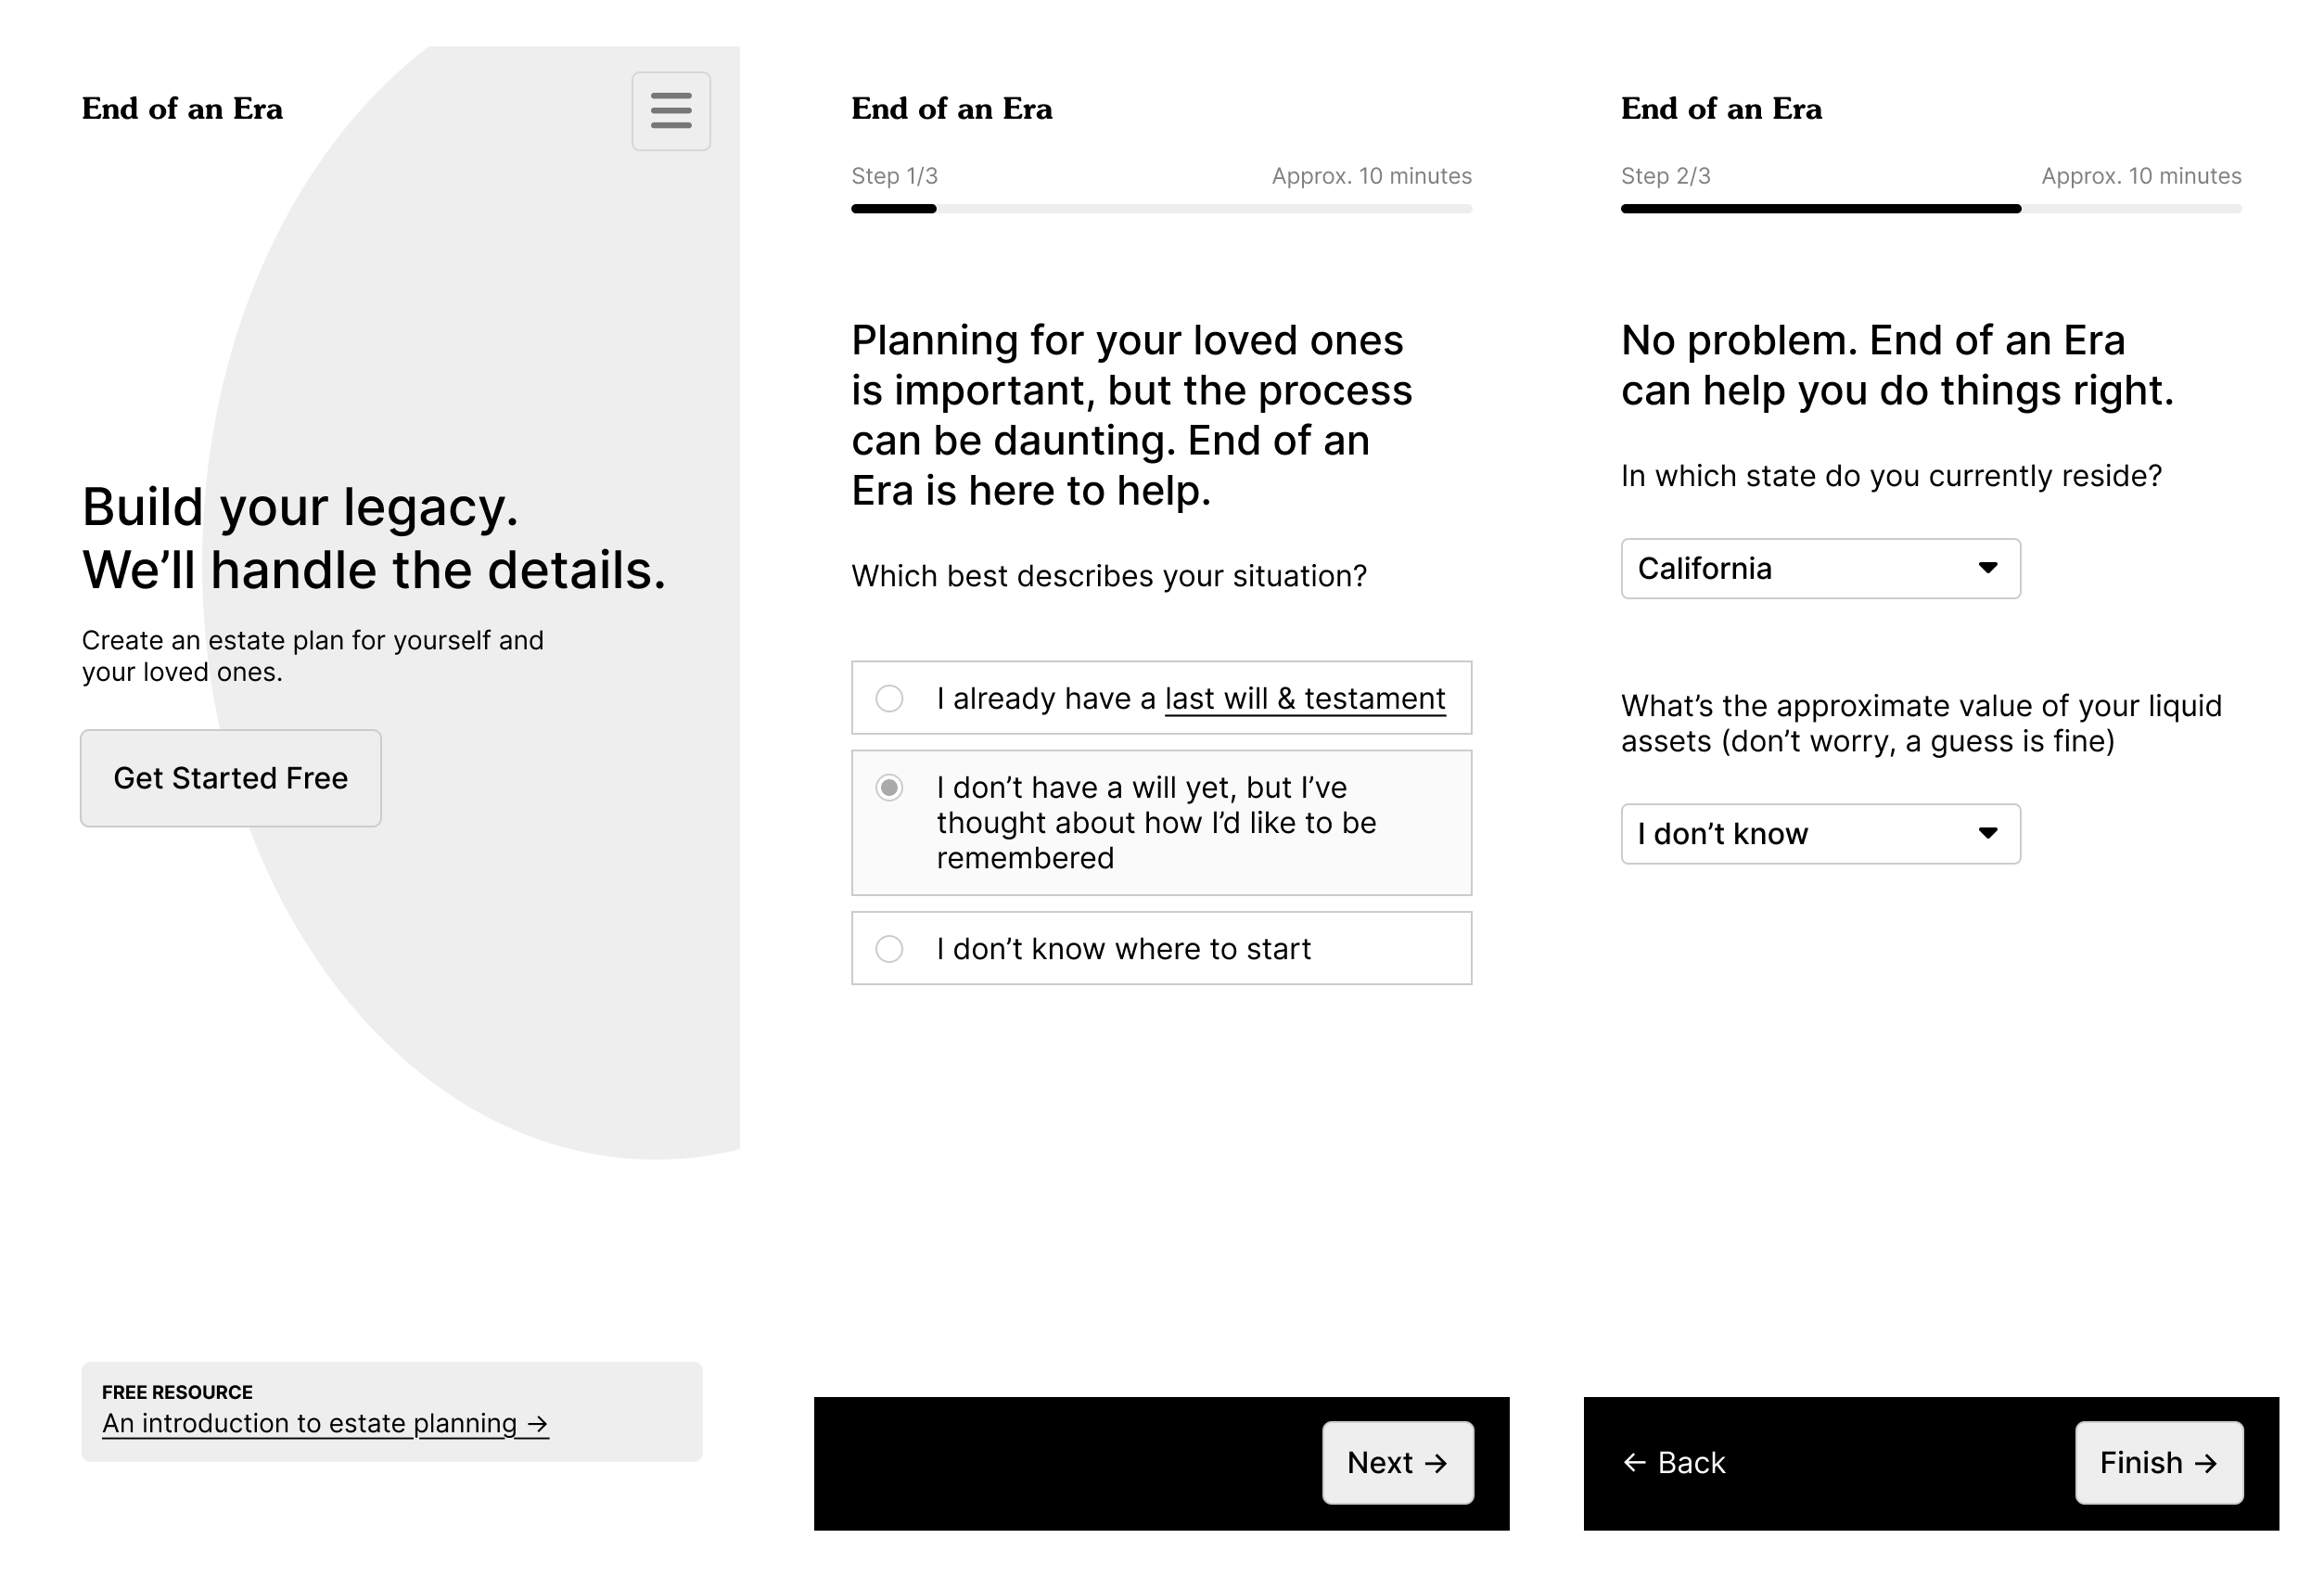 End of an Era
Build your legacy.
We’ll handle the details.
Create an estate plan for yourself and
your loved ones.
Get Started Free
FREE RESOURCE
An introduction to estate planning →
End of an Era
Step 1/3
Approx. 10 minutes
Planning for your loved ones
is important, but the process
can be daunting. End of an
Era is here to help.
Which best describes your situation?
I already have a last will & testament
I don’t have a will yet, but I’ve
thought about how I’d like to be
remembered
I don’t know where to start
Next →
End of an Era
Step 2/3
Approx. 10 minutes
No problem. End of an Era
can help you do things right.
In which state do you currently reside?
California
What’s the approximate value of your liquid
assets (don’t worry, a guess is fine)
I don’t know
← Back
Finish →